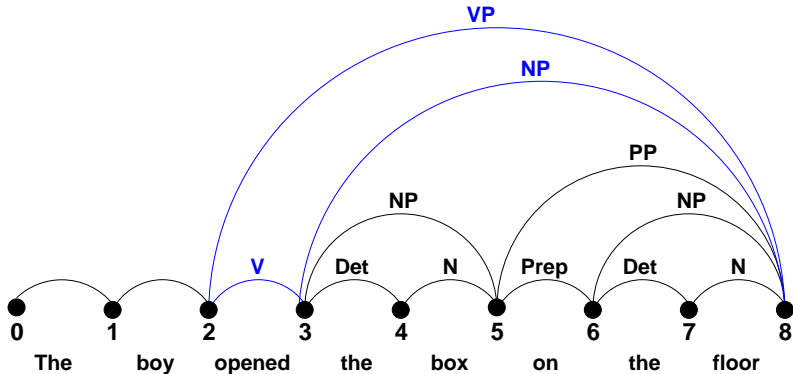 VP
NP
PP
NP NP
V Det N Prep Det N
0 1 2 3 4 5 6 7 8
The boy opened the box on the floor